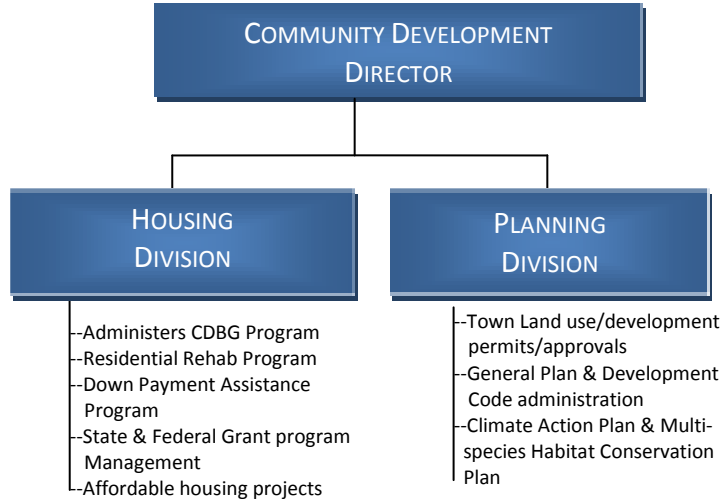 COMMUNITY DEVELOPMENT
DIRECTOR
HOUSING
DIVISION
--Administers CDBG Program
--Residential Rehab Program
--Down Payment Assistance
Program
--State & Federal Grant program
Management
--Affordable housing projects
PLANNING
DIVISION
--Town Land use/development
permits/approvals
--General Plan & Development
Code administration
--Climate Action Plan & Multi-
species Habitat Conservation
Plan